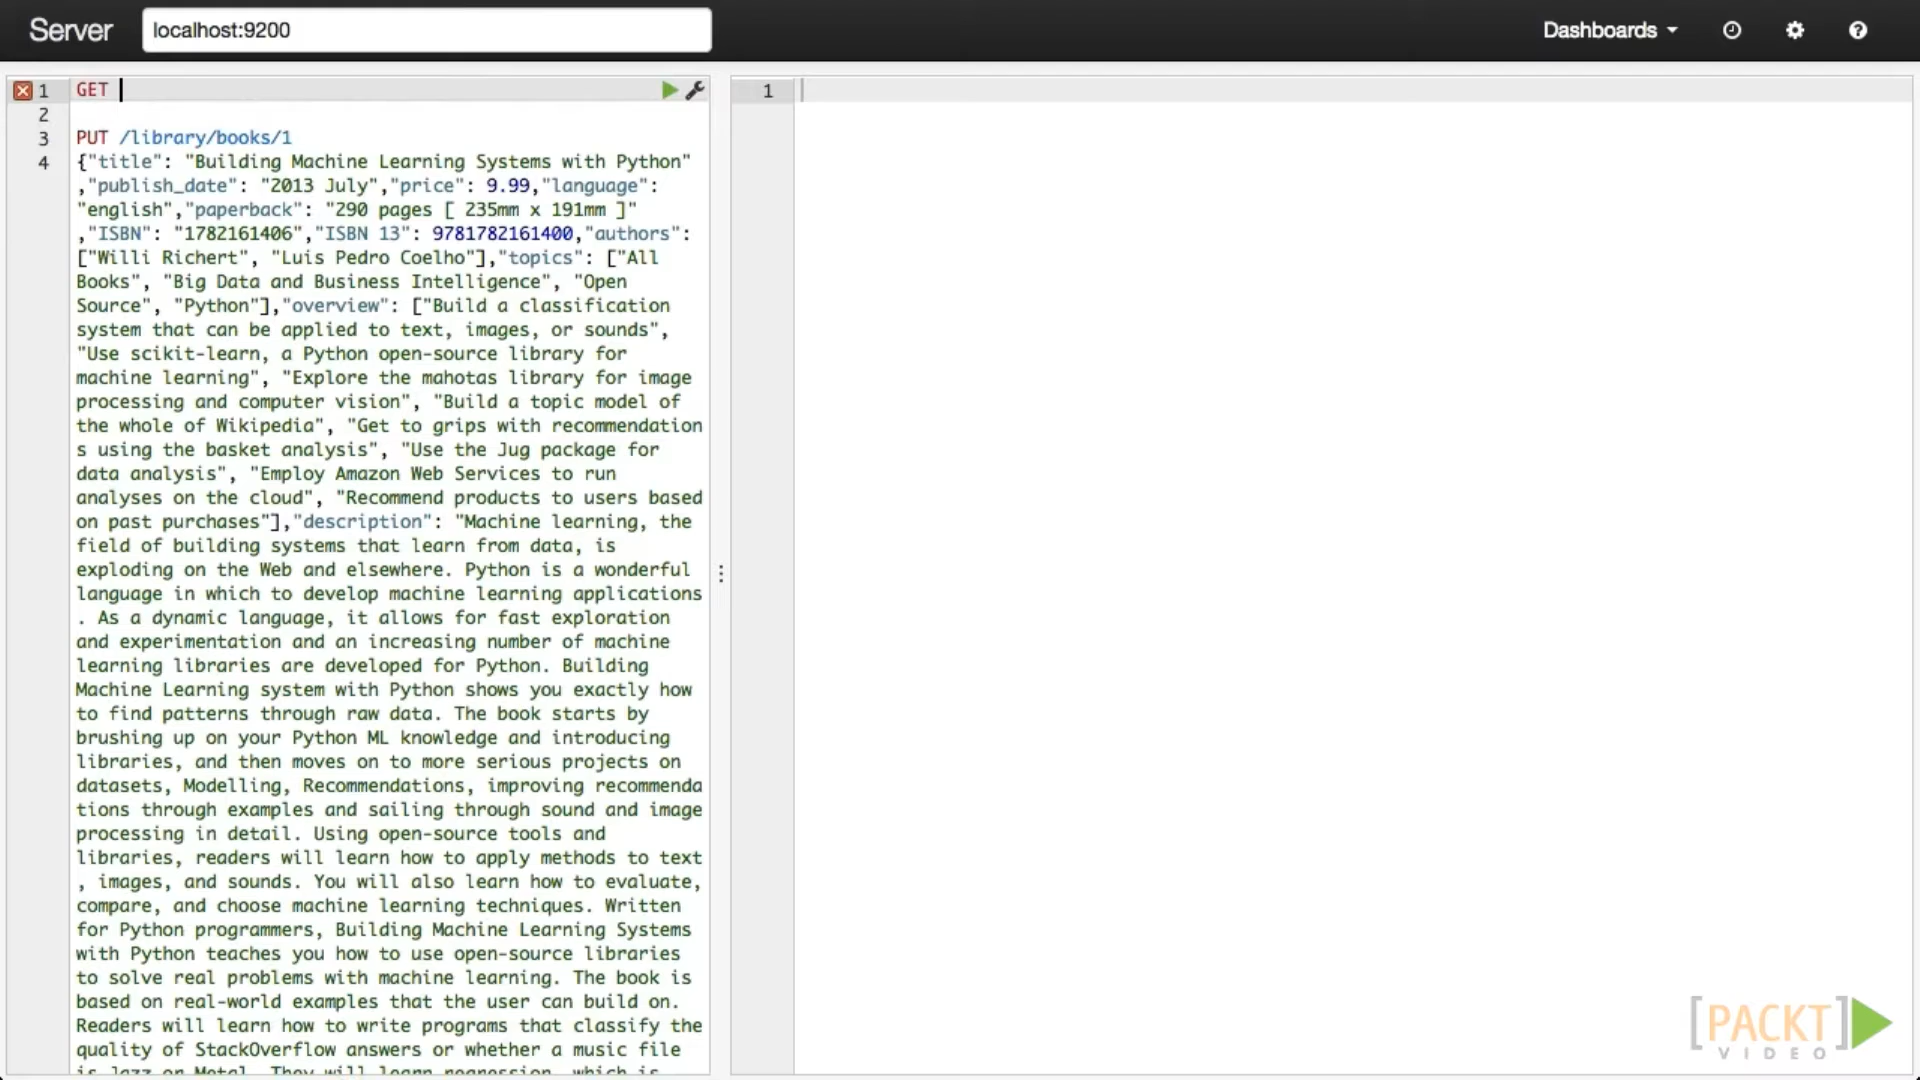 Server localhost:9200 Dashboards
1 GET
2
3 PUT /library/books/1
4 {"title": "Building Machine Learning Systems with Python"
,"publish_date": "2013 July","price": 9.99,"language":
"english","paperback": "290 pages [ 235mm x 191mm ]"
,"ISBN": "1782161406","ISBN 13": 9781782161400,"authors":
["Willi Richert", "Luis Pedro Coelho"],"topics": ["All
Books", "Big Data and Business Intelligence", "Open
Source", "Python"],"overview": ["Build a classification
system that can be applied to text, images, or sounds",
"Use scikit-learn, a Python open-source library for
machine learning", "Explore the mahotas library for image
processing and computer vision", "Build a topic model of
the whole of Wikipedia", "Get to grips with recommendation
s using the basket analysis", "Use the Jug package for
data analysis", "Employ Amazon Web Services to run
analyses on the cloud", "Recommend products to users based
on past purchases"],"description": "Machine learning, the
field of building systems that learn from data, is
exploding on the Web and elsewhere. Python is a wonderful
language in which to develop machine learning applications
. As a dynamic language, it allows for fast exploration
and experimentation and an increasing number of machine
learning libraries are developed for Python. Building
Machine Learning system with Python shows you exactly how
to find patterns through raw data. The book starts by
brushing up on your Python ML knowledge and introducing
libraries, and then moves on to more serious projects on
datasets, Modelling, Recommendations, improving recommenda
tions through examples and sailing through sound and image
processing in detail. Using open-source tools and
libraries, readers will learn how to apply methods to text
, images, and sounds. You will also learn how to evaluate,
compare, and choose machine learning techniques. Written
for Python programmers, Building Machine Learning Systems
with Python teaches you how to use open-source libraries
to solve real problems with machine learning. The book is
based on real-world examples that the user can build on.
Readers will learn how to write programs that classify the
quality of StackOverflow answers or whether a music file
is Jazz or Metal. They will learn regression, which is
1
[PACKT]
VIDEO